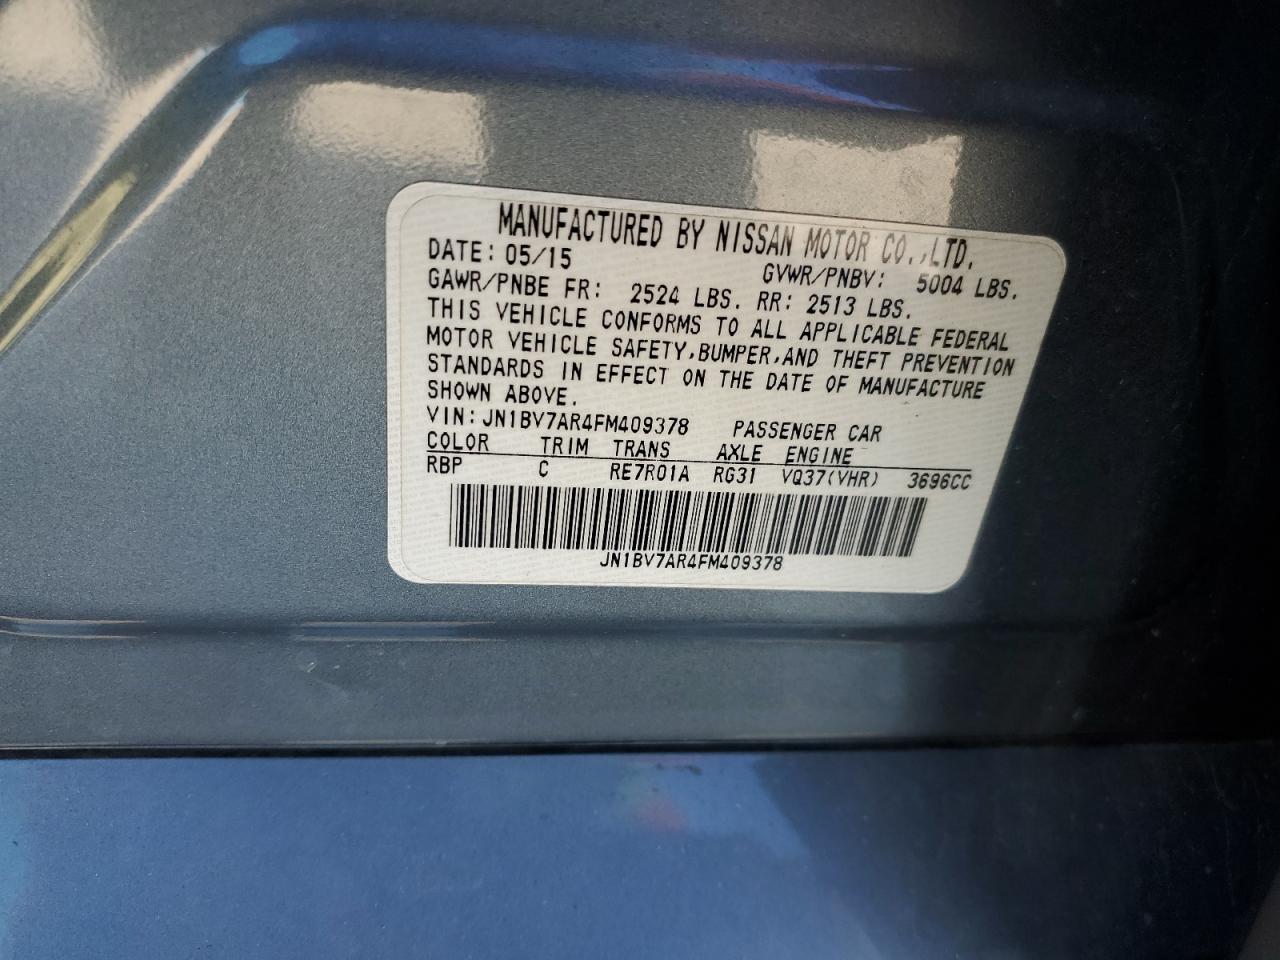 MANUFACTURED BY NISSAN MOTOR CO.,LTD.
DATE: 05/15 GVWR/PNBV: 5004 LBS.
GAWR/PNBE FR: 2524 LBS. RR: 2513 LBS.
THIS VEHICLE CONFORMS TO ALL APPLICABLE FEDERAL
MOTOR VEHICLE SAFETY,BUMPER,AND THEFT PREVENTION
STANDARDS IN EFFECT ON THE DATE OF MANUFACTURE
SHOWN ABOVE.
VIN:JN1BV7AR4FM409378 PASSENGER CAR
COLOR TRIM TRANS AXLE ENGINE
RBP C RE7R01A RG31 VQ37(VHR) 3696CC
JN1BV7AR4FM409378